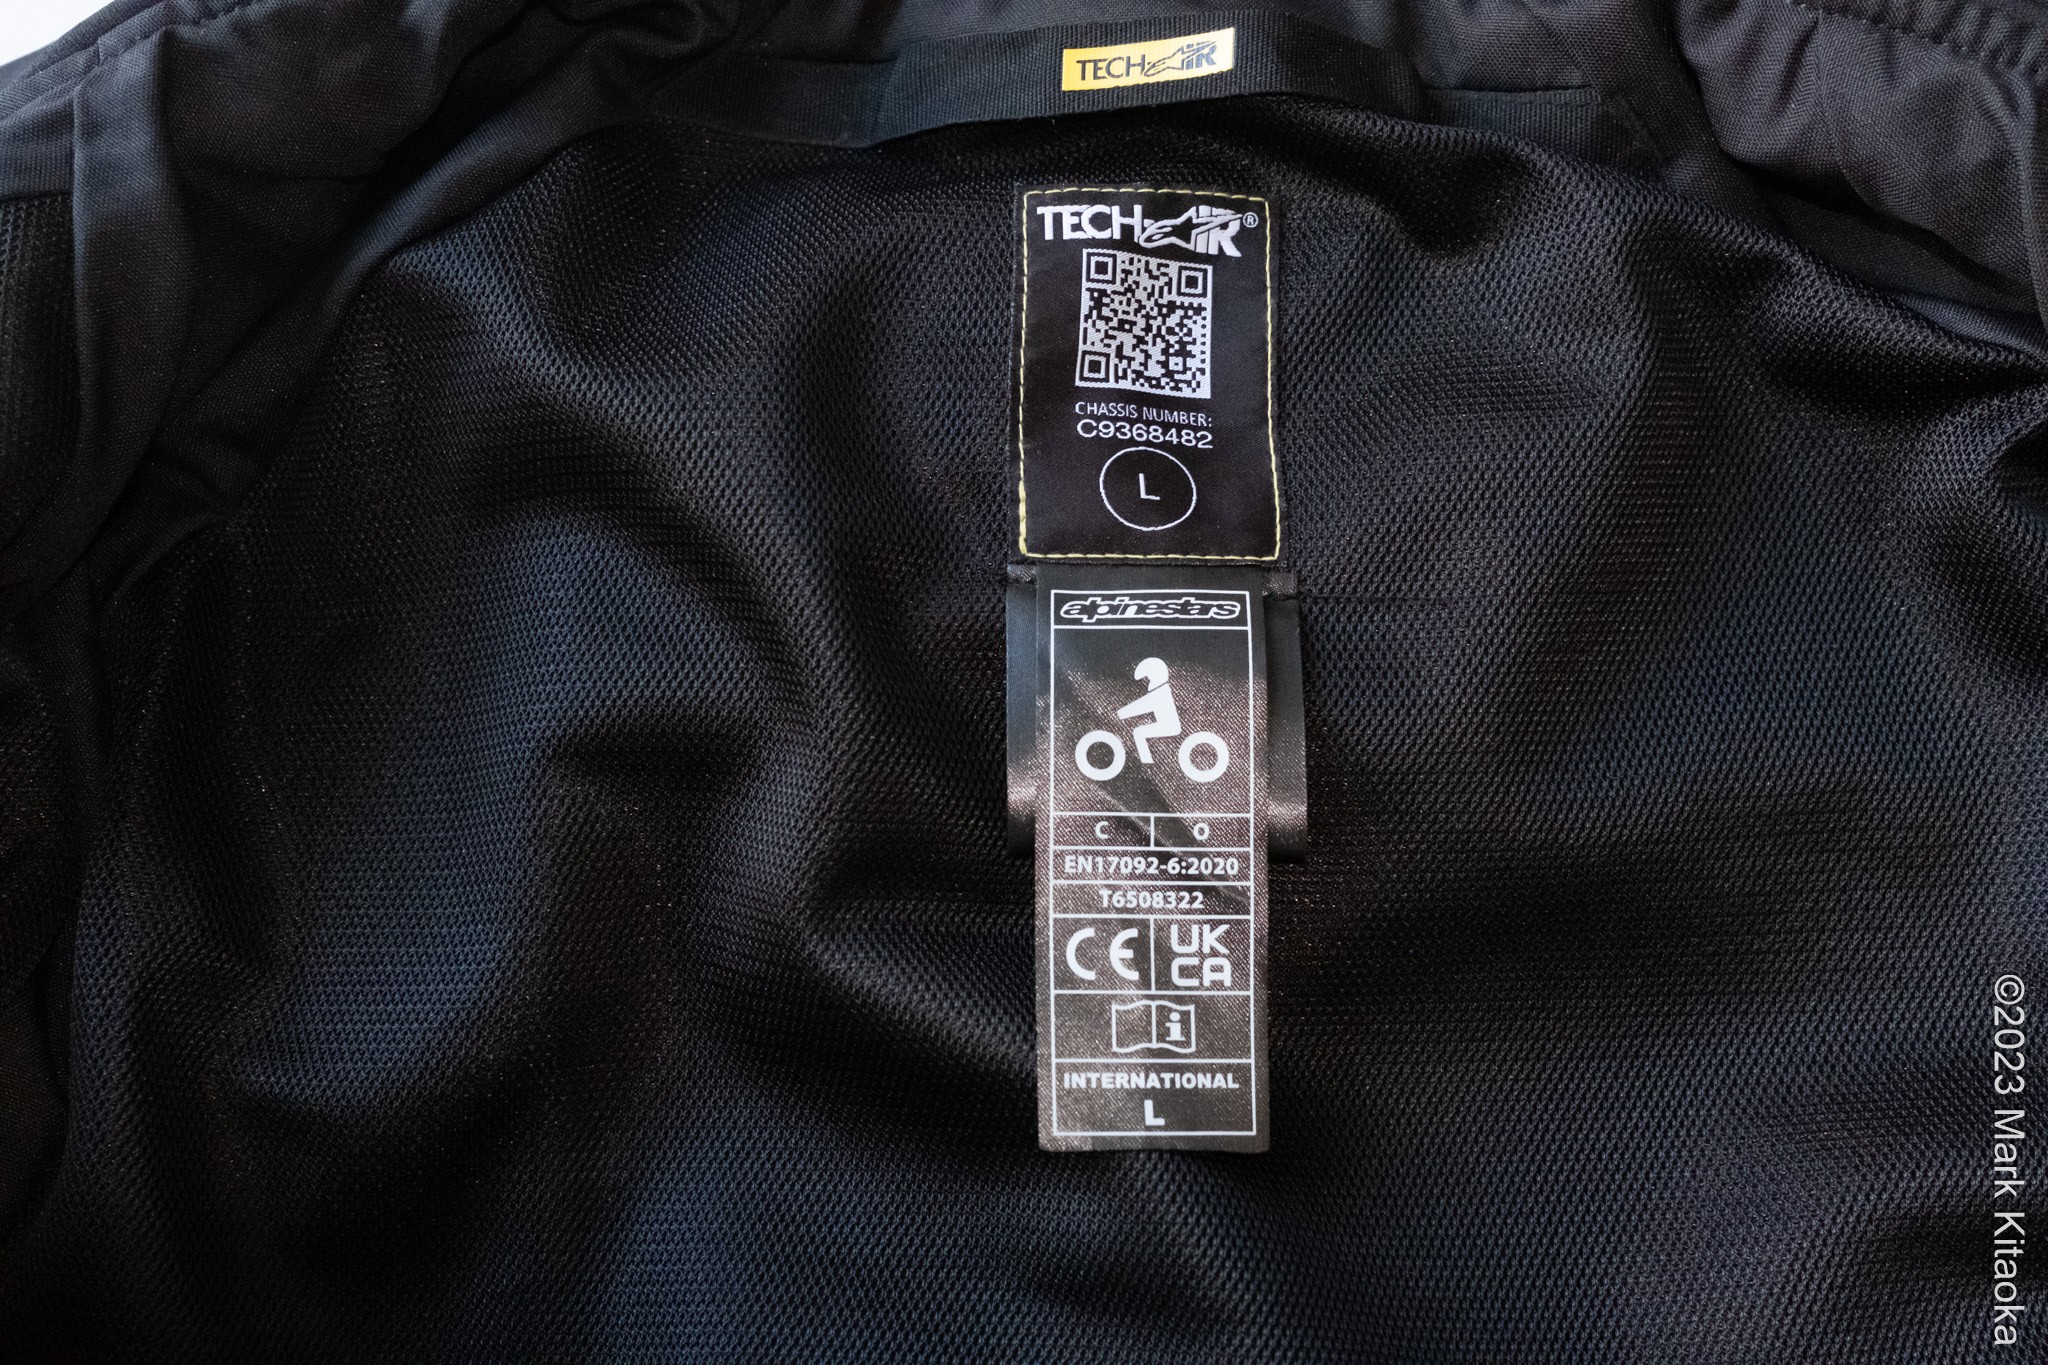 TECH-AIR
TECH-AIR®
CHASSIS NUMBER:
C9368482
L
alpinestars
C O
EN17092-6:2020
T6508322
CE UK
CA
i
INTERNATIONAL
L
©2023 Mark Kitaoka